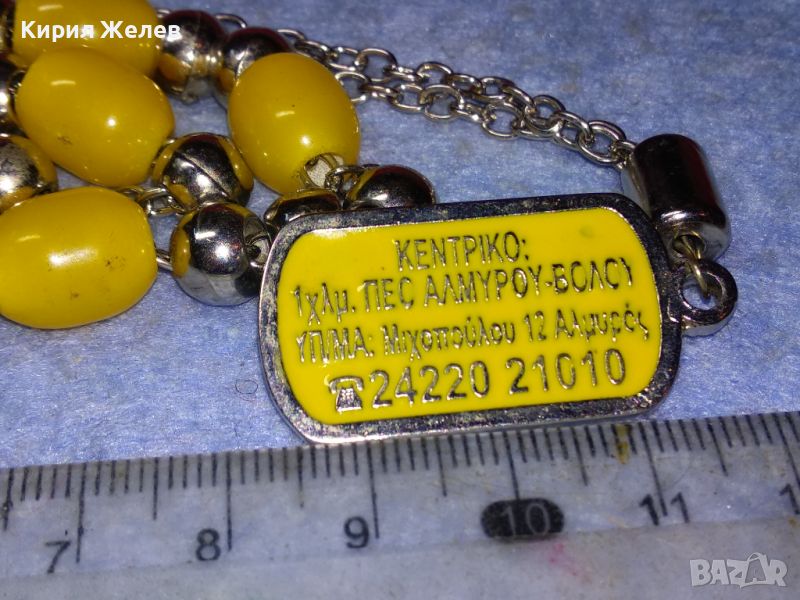 Кирия Желев
ΚΕΝΤΡΙΚΟ:
1χλμ. ΠΕΟ ΑΛΜΥΡΟΥ-ΒΟΛΟΥ
ΥΠ/ΜΑ: Μιχοπούλου 12 Αλμυρός
☎24220 21010
7 8 9 10 11
BAZAR